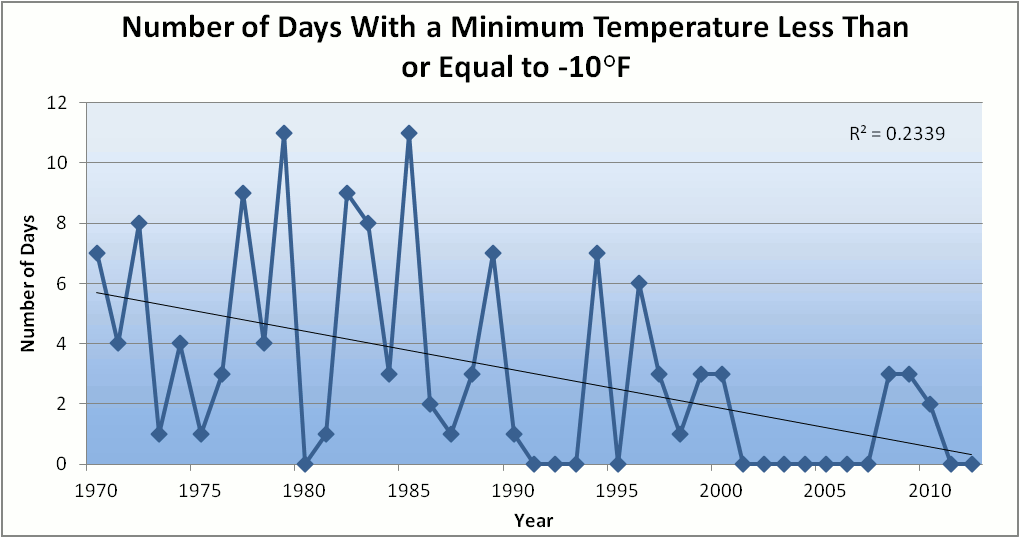 Number of Days With a Minimum Temperature Less Than
or Equal to -10°F
12
R² = 0.2339
10
8
6
4
2
0
Number of Days
1970 1975 1980 1985 1990 1995 2000 2005 2010
Year